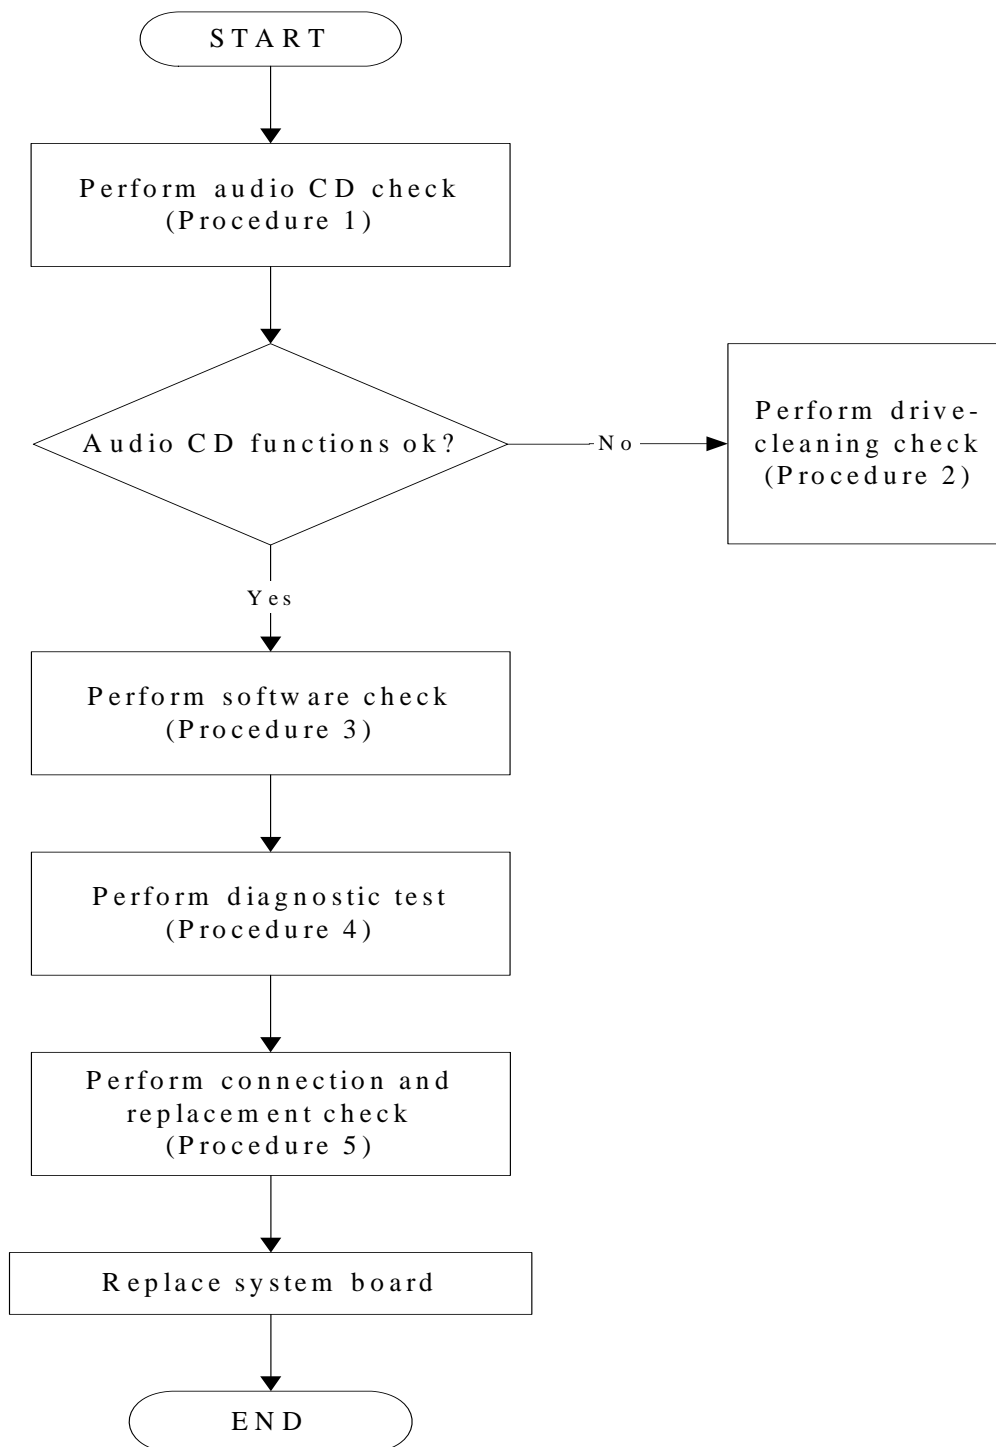 START
Perform audio CD check
(Procedure 1)
Audio CD functions ok?
No
Perform drive-
cleaning check
(Procedure 2)
Yes
Perform software check
(Procedure 3)
Perform diagnostic test
(Procedure 4)
Perform connection and
replacement check
(Procedure 5)
Replace system board
END